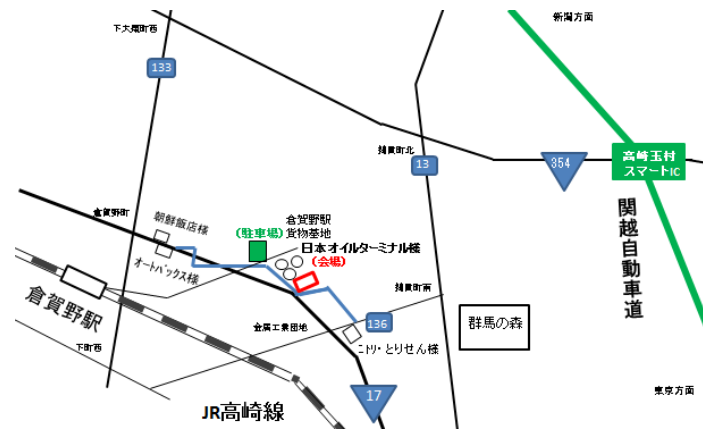 新潟方面
下大類町西
133
綿貫町北
13
354
高崎玉村
スマートIC
関越自動車道
倉賀野町
朝鮮飯店様
(駐車場)
倉賀野駅
貨物基地
日本オイルターミナル様
(会場)
オートバックス様
倉賀野駅
綿貫町南
金属工業団地
136
群馬の森
ニトリ・とりせん様
下町西
17
JR高崎線
東京方面